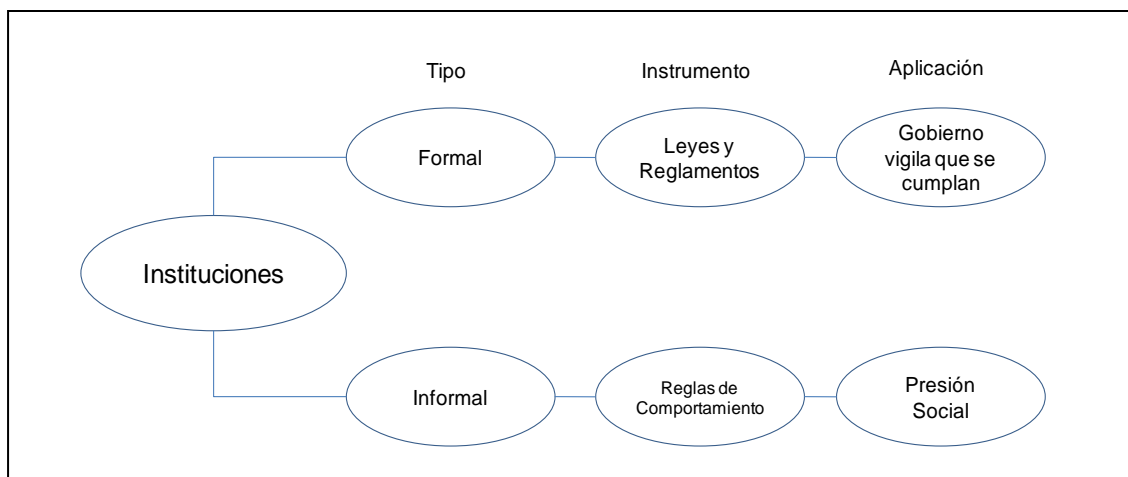 Tipo
Instrumento
Aplicación
Formal
Leyes y
Reglamentos
Gobierno
vigila que se
cumplan
Instituciones
Informal
Reglas de
Comportamiento
Presión
Social